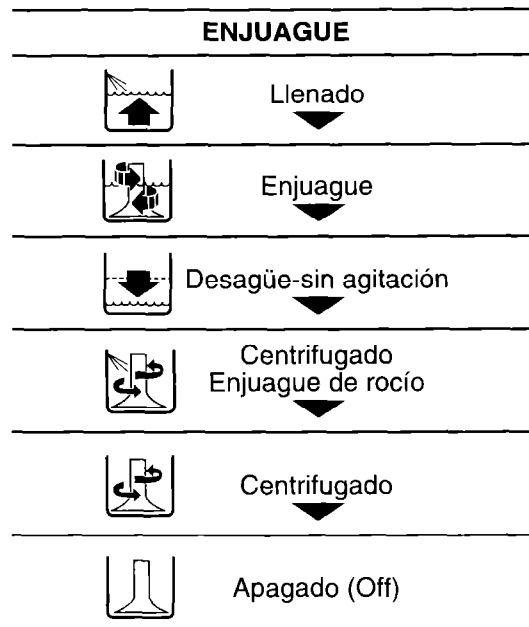 ENJUAGUE
Llenado
Enjuague
Desagüe-sin agitación
Centrifugado
Enjuague de rocío
Centrifugado
Apagado (Off)